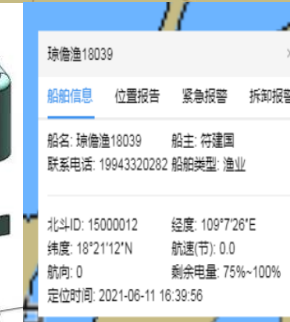 琼儋渔18039
船舶信息 位置报告 紧急报警 拆卸报警
船名: 琼儋渔18039 船主: 符建国
联系电话: 19943320282 船舶类型: 渔业
北斗ID: 15000012 经度: 109°7'26"E
纬度: 18°21'12"N 航速(节): 0.0
航向: 0 剩余电量: 75%~100%
定位时间: 2021-06-11 16:39:56